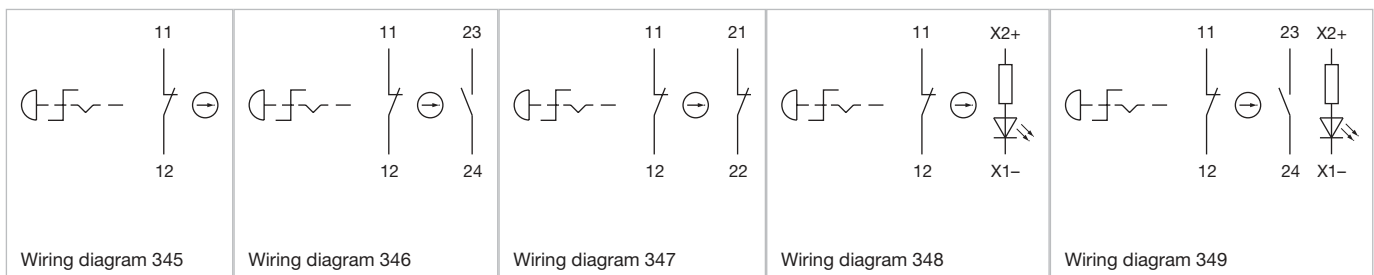 11
12
Wiring diagram 345
11 23
12 24
Wiring diagram 346
11 21
12 22
Wiring diagram 347
11 X2+
12 X1–
Wiring diagram 348
11 23 X2+
12 24 X1–
Wiring diagram 349